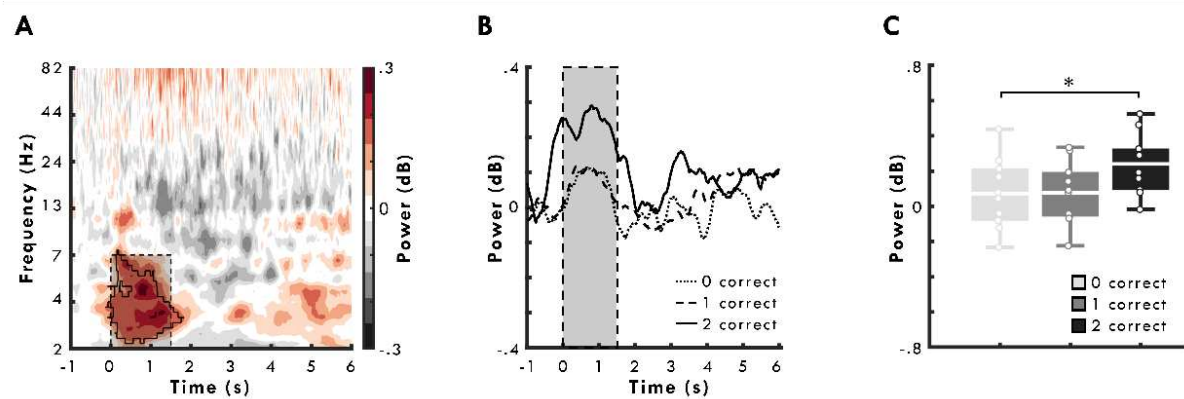 A
Frequency (Hz)
82
44
24
13
7
4
2
-1 0 1 2 3 4 5 6
Time (s)
.3
0
-.3
Power (dB)
B
Power (dB)
.4
0
-.4
-1 0 1 2 3 4 5 6
Time (s)
0 correct
1 correct
2 correct
C
Power (dB)
.8
0
-.8
*
0 correct
1 correct
2 correct